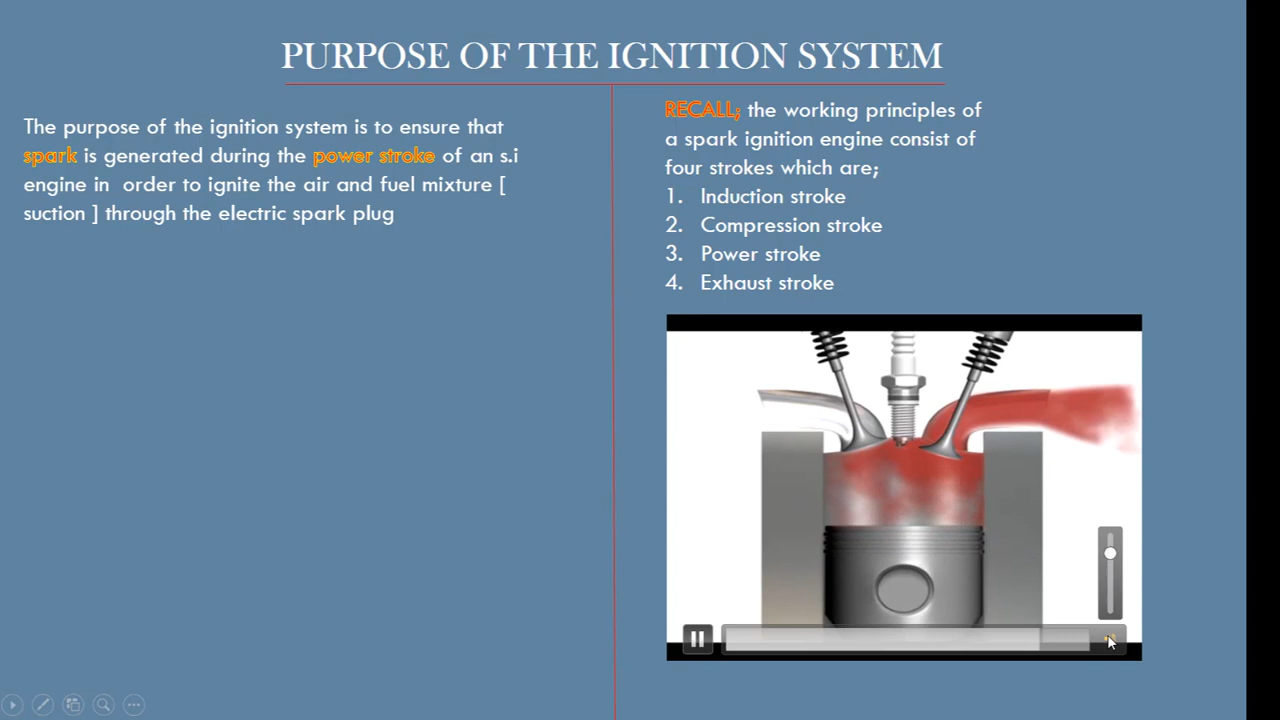 PURPOSE OF THE IGNITION SYSTEM
The purpose of the ignition system is to ensure that
spark is generated during the power stroke of an s.i
engine in order to ignite the air and fuel mixture [
suction ] through the electric spark plug
RECALL; the working principles of
a spark ignition engine consist of
four strokes which are;
1. Induction stroke
2. Compression stroke
3. Power stroke
4. Exhaust stroke